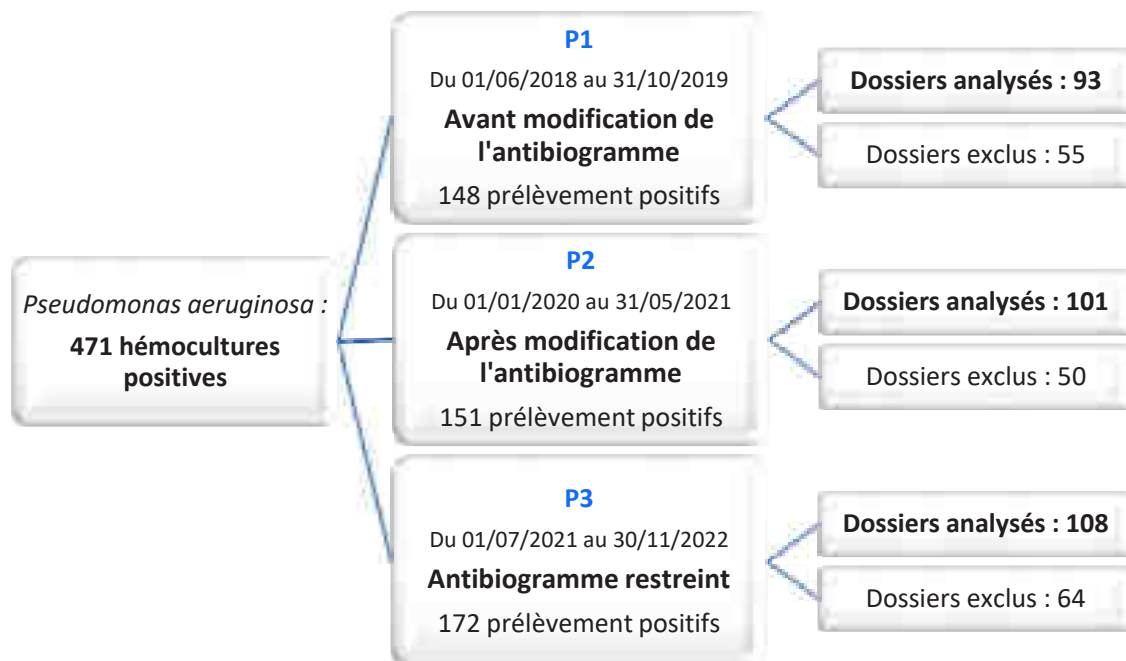 Pseudomonas aeruginosa :
471 hémocultures
positives
P1
Du 01/06/2018 au 31/10/2019
Avant modification de
l'antibiogramme
148 prélèvement positifs
Dossiers analysés : 93
Dossiers exclus : 55
P2
Du 01/01/2020 au 31/05/2021
Après modification de
l'antibiogramme
151 prélèvement positifs
Dossiers analysés : 101
Dossiers exclus : 50
P3
Du 01/07/2021 au 30/11/2022
Antibiogramme restreint
172 prélèvement positifs
Dossiers analysés : 108
Dossiers exclus : 64